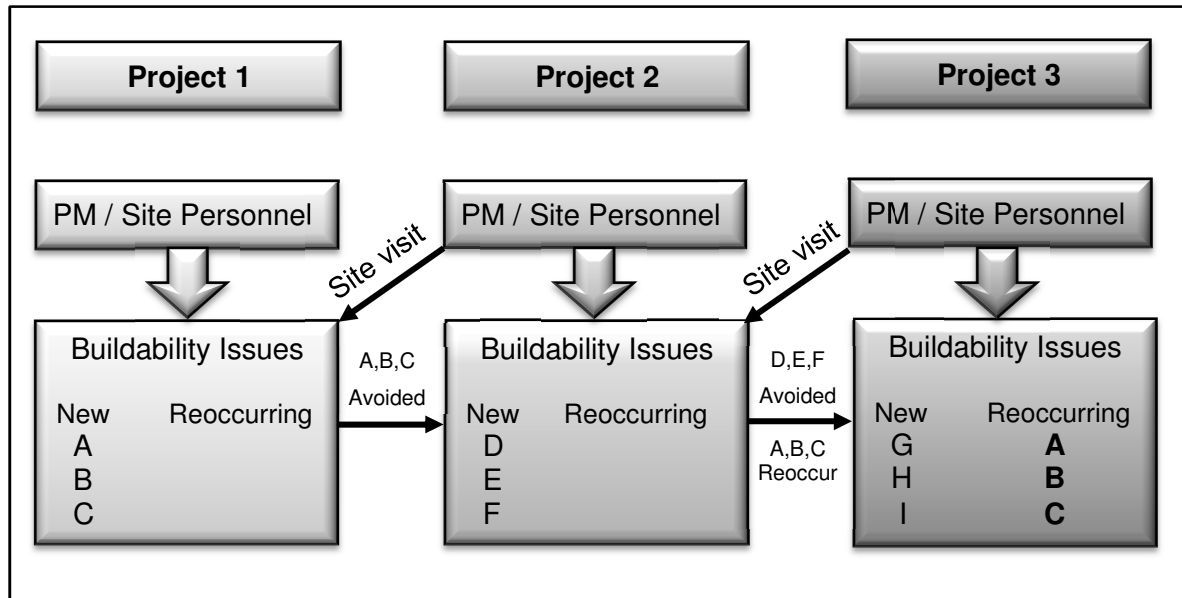 Project 1
Project 2
Project 3
PM / Site Personnel
PM / Site Personnel
PM / Site Personnel
Site visit
Site visit
Buildability Issues
New Reoccurring
A
B
C
A,B,C
Avoided
Buildability Issues
New Reoccurring
D
E
F
D,E,F
Avoided
A,B,C
Reoccur
Buildability Issues
New Reoccurring
G A
H B
I C